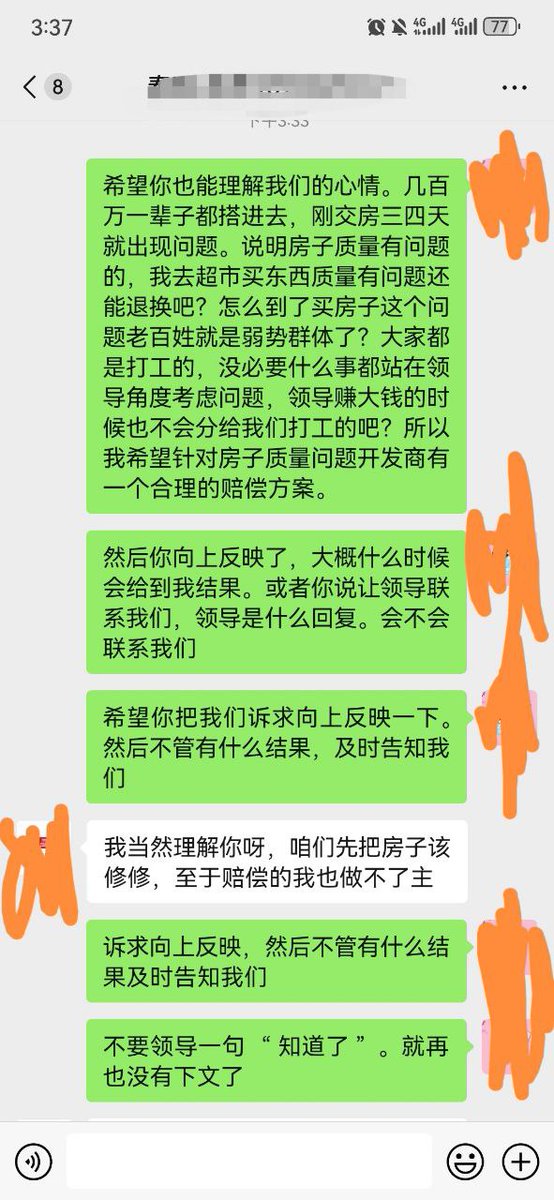 3:37
4G
4G
77
8
下午3:33
希望你也能理解我们的心情。几百
万一辈子都搭进去，刚交房三四天
就出现问题。说明房子质量有问题
的，我去超市买东西质量有问题还
能退换吧？怎么到了买房子这个问
题老百姓就是弱势群体了？大家都
是打工的，没必要什么事都站在领
导角度考虑问题，领导赚大钱的时
候也不会分给我们打工的吧？所以
我希望针对房子质量问题开发商有
一个合理的赔偿方案。
然后你向上反映了，大概什么时候
会给到我结果。或者你说让领导联
系我们，领导是什么回复。会不会
联系我们
希望你把我们诉求向上反映一下。
然后不管有什么结果，及时告知我
们
我当然理解你呀，咱们先把房子该
修修，至于赔偿的我也做不了主
诉求向上反映，然后不管有什么结
果及时告知我们
不要领导一句“知道了”。就再
也没有下文了